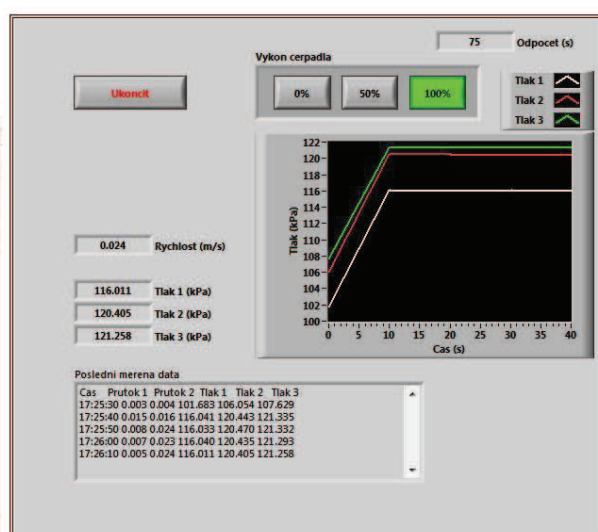 75 Odpocet (s)
Vykon cerpadla
Ukoncit
0% 50% 100%
Tlak 1
Tlak 2
Tlak 3
122
120
118
116
114
112
110
108
106
104
102
100
Tlak (kPa)
0 5 10 15 20 25 30 35 40
Cas (s)
0.024 Rychlost (m/s)
116.011 Tlak 1 (kPa)
120.405 Tlak 2 (kPa)
121.258 Tlak 3 (kPa)
Posledni merena data
Cas Prutok 1 Prutok 2 Tlak 1 Tlak 2 Tlak 3
17:25:30 0.003 0.004 101.683 106.054 107.629
17:25:40 0.015 0.016 116.041 120.443 121.335
17:25:50 0.008 0.024 116.033 120.470 121.332
17:26:00 0.007 0.023 116.040 120.435 121.293
17:26:10 0.005 0.024 116.011 120.405 121.258